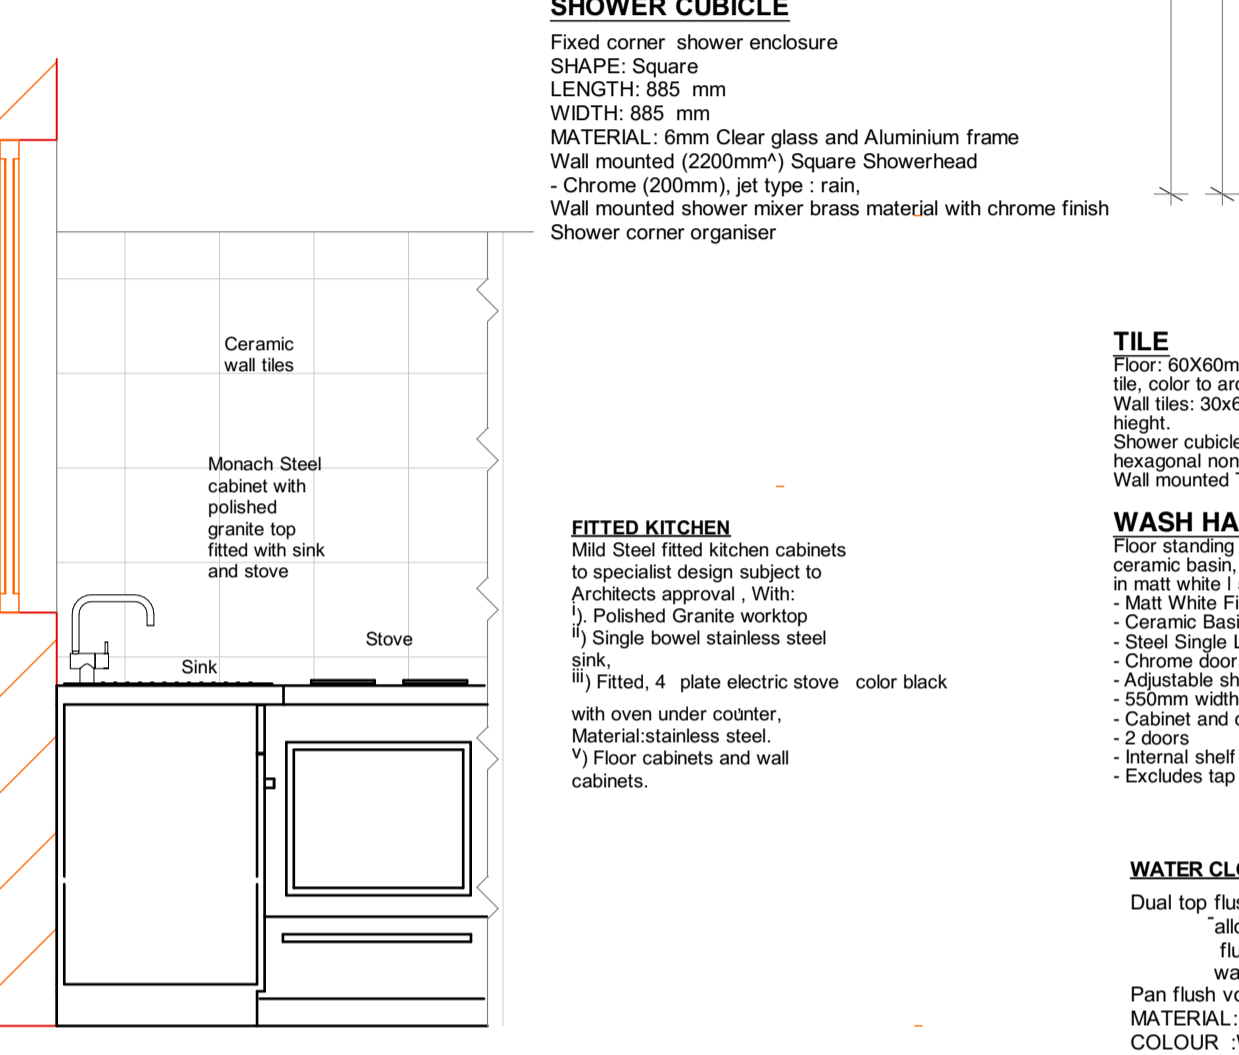 SHOWER CUBICLE
Fixed corner shower enclosure
SHAPE: Square
LENGTH: 885 mm
WIDTH: 885 mm
MATERIAL: 6mm Clear glass and Aluminium frame
Wall mounted (2200mm^) Square Showerhead
- Chrome (200mm), jet type : rain,
Wall mounted shower mixer brass material with chrome finish
Shower corner organiser
Ceramic
wall tiles
Monach Steel
cabinet with
polished
granite top
fitted with sink
and stove
Stove
Sink
FITTED KITCHEN
Mild Steel fitted kitchen cabinets
to specialist design subject to
Architects approval , With:
i). Polished Granite worktop
ii) Single bowel stainless steel
sink,
iii) Fitted, 4 plate electric stove color black
with oven under counter,
Material:stainless steel.
v) Floor cabinets and wall
cabinets.
TILE
Floor: 60X60m
tile, color to
Wall tiles: 30x6
hieght.
Shower cubicle
hexagonal non
Wall mounted
WASH HA
Floor standing
ceramic basin,
in matt white
- Matt White Fi
- Ceramic Basi
- Steel Single
- Chrome door
- Adjustable sh
- 550mm width
- Cabinet and
- 2 doors
- Internal shelf
- Excludes tap
WATER CLO
Dual top flus
allo
flu
wa
Pan flush vo
MATERIAL:
COLOUR :